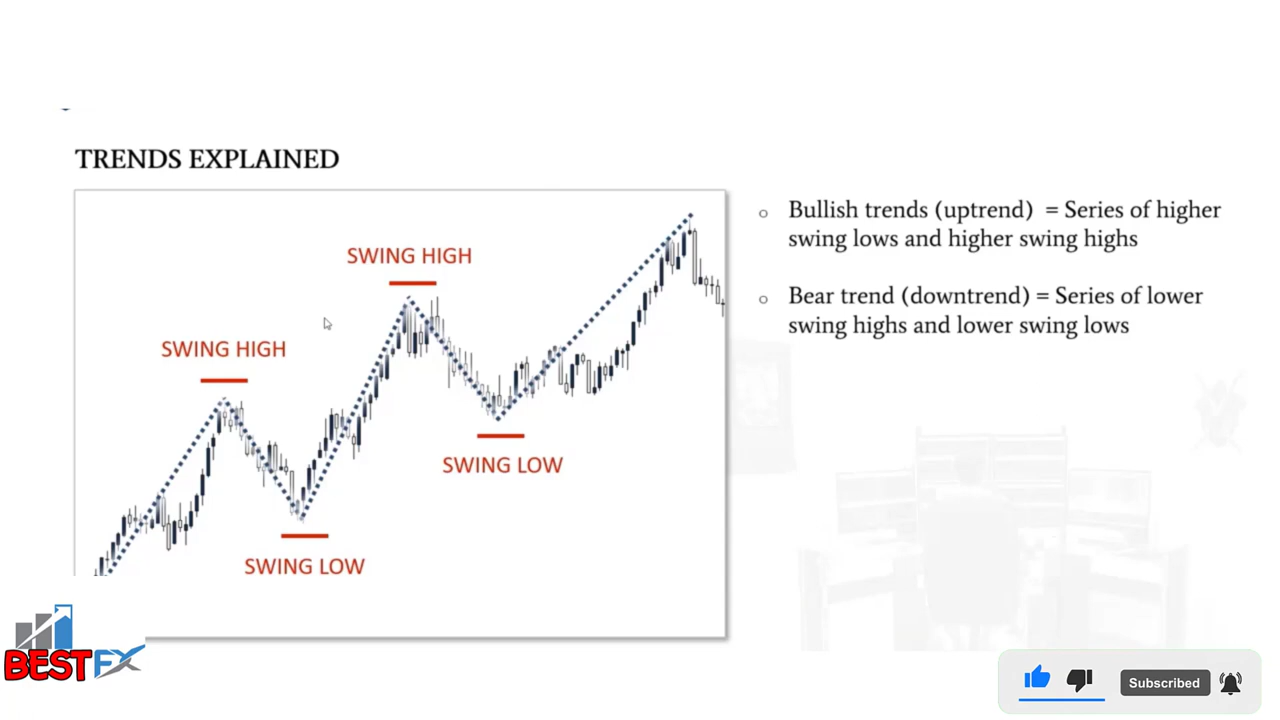 TRENDS EXPLAINED
SWING HIGH
SWING HIGH
SWING LOW
SWING LOW
○ Bullish trends (uptrend) = Series of higher
swing lows and higher swing highs
○ Bear trend (downtrend) = Series of lower
swing highs and lower swing lows
BESTFX
Subscribed